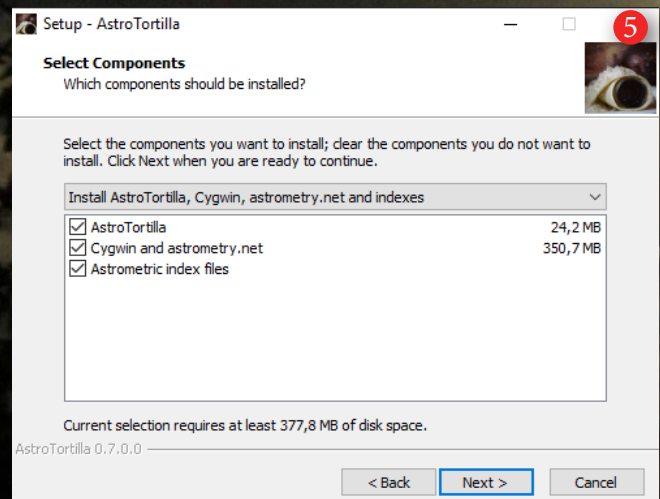 Setup - AstroTortilla
5
Select Components
Which components should be installed?
Select the components you want to install; clear the components you do not want to
install. Click Next when you are ready to continue.
Install AstroTortilla, Cygwin, astrometry.net and indexes
AstroTortilla 24,2 MB
Cygwin and astrometry.net 350,7 MB
Astrometric index files
Current selection requires at least 377,8 MB of disk space.
AstroTortilla 0.7.0.0
< Back Next > Cancel